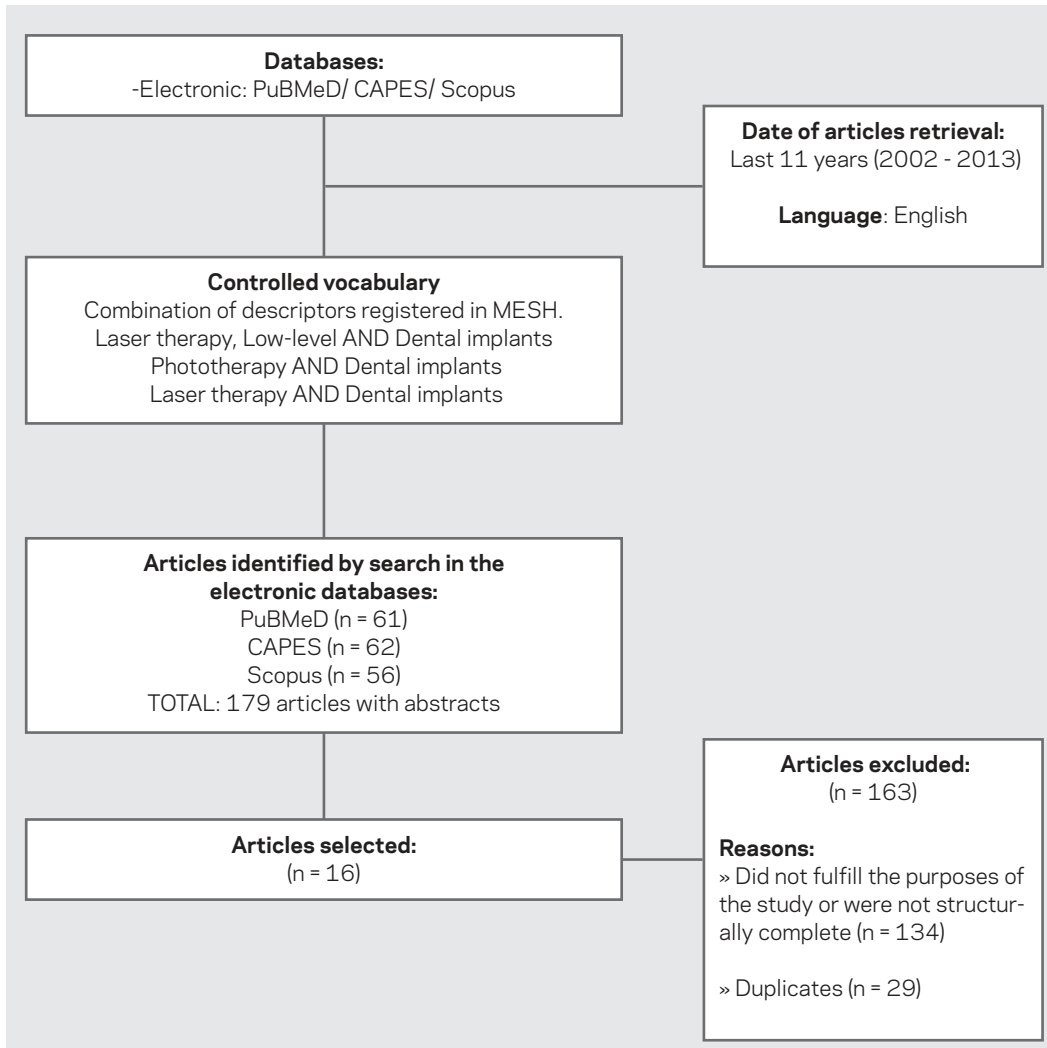 Databases:
-Electronic: PuBMeD/ CAPES/ Scopus
Date of articles retrieval:
Last 11 years (2002 - 2013)
Language: English
Controlled vocabulary
Combination of descriptors registered in MESH.
Laser therapy, Low-level AND Dental implants
Phototherapy AND Dental implants
Laser therapy AND Dental implants
Articles identified by search in the
electronic databases:
PuBMeD (n = 61)
CAPES (n = 62)
Scopus (n = 56)
TOTAL: 179 articles with abstracts
Articles selected:
(n = 16)
Articles excluded:
(n = 163)
Reasons:
» Did not fulfill the purposes of
the study or were not structur-
ally complete (n = 134)
» Duplicates (n = 29)